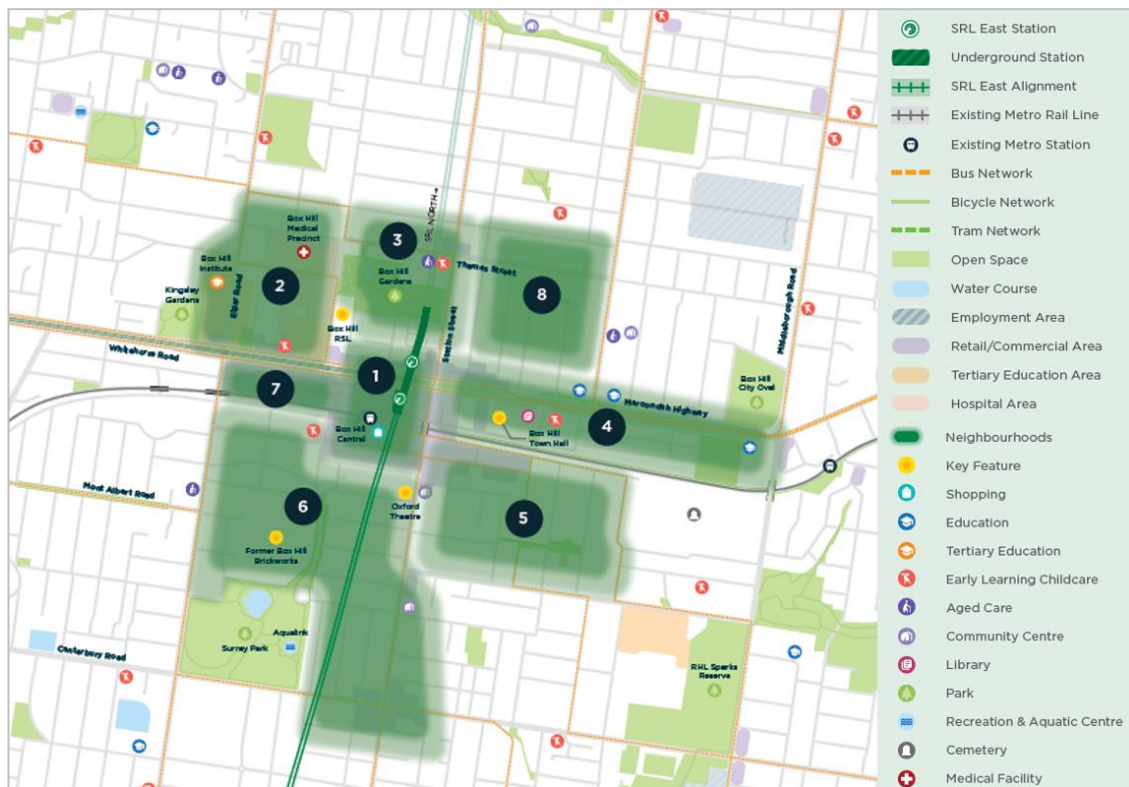 SRL NORTH
Box Hill
Medical
Precinct
3
Thames Street
Box Hill
Institute
Box Hill
Gardens
Kingsley
Gardens
2
Elgar Road
8
Box Hill
RSL
Station Street
Middleborough Road
Whitehorse Road
1
7
Box Hill
City Oval
Maroondah Highway
Box Hill
Central
4
Box Hill
Town Hall
Mont Albert Road
6
Oxford
Theatre
5
Former Box Hill
Brickworks
Aqualink
Surrey Park
Canterbury Road
RHL Sparks
Reserve
SRL East Station
Underground Station
SRL East Alignment
Existing Metro Rail Line
Existing Metro Station
Bus Network
Bicycle Network
Tram Network
Open Space
Water Course
Employment Area
Retail/Commercial Area
Tertiary Education Area
Hospital Area
Neighbourhoods
Key Feature
Shopping
Education
Tertiary Education
Early Learning Childcare
Aged Care
Community Centre
Library
Park
Recreation & Aquatic Centre
Cemetery
Medical Facility